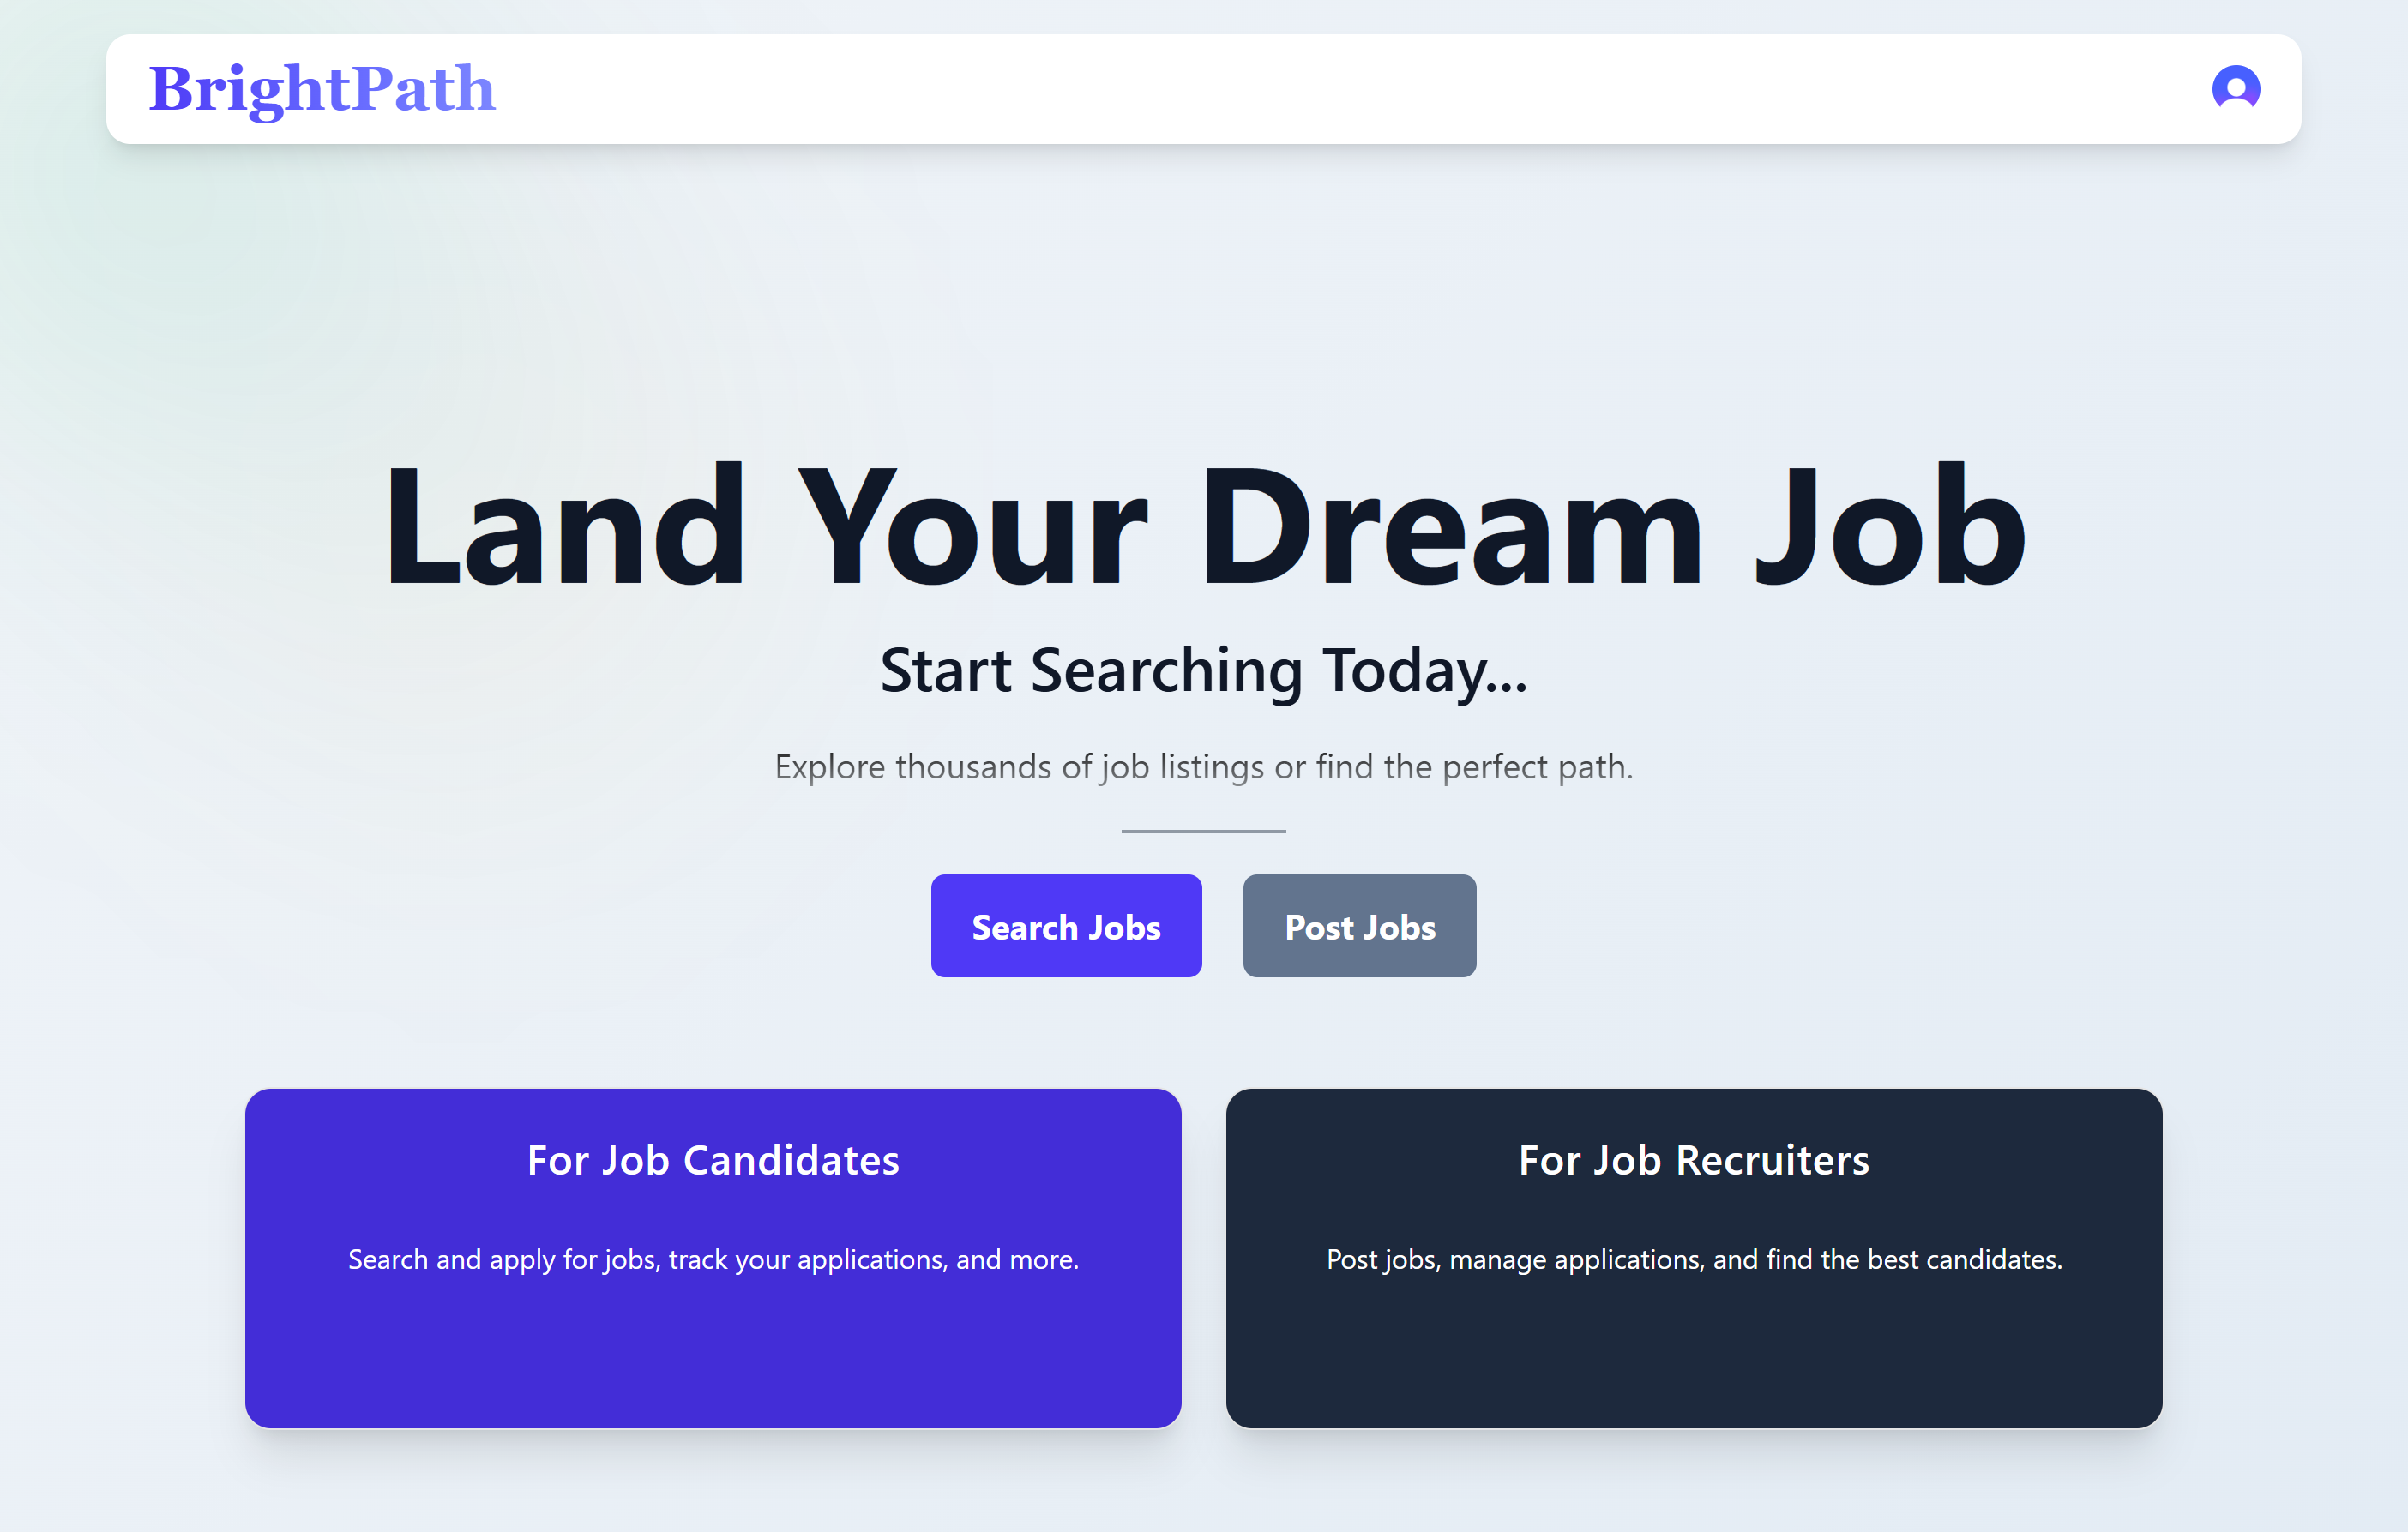 BrightPath
Land Your Dream Job
Start Searching Today...
Explore thousands of job listings or find the perfect path.
Search Jobs
Post Jobs
For Job Candidates
Search and apply for jobs, track your applications, and more.
For Job Recruiters
Post jobs, manage applications, and find the best candidates.